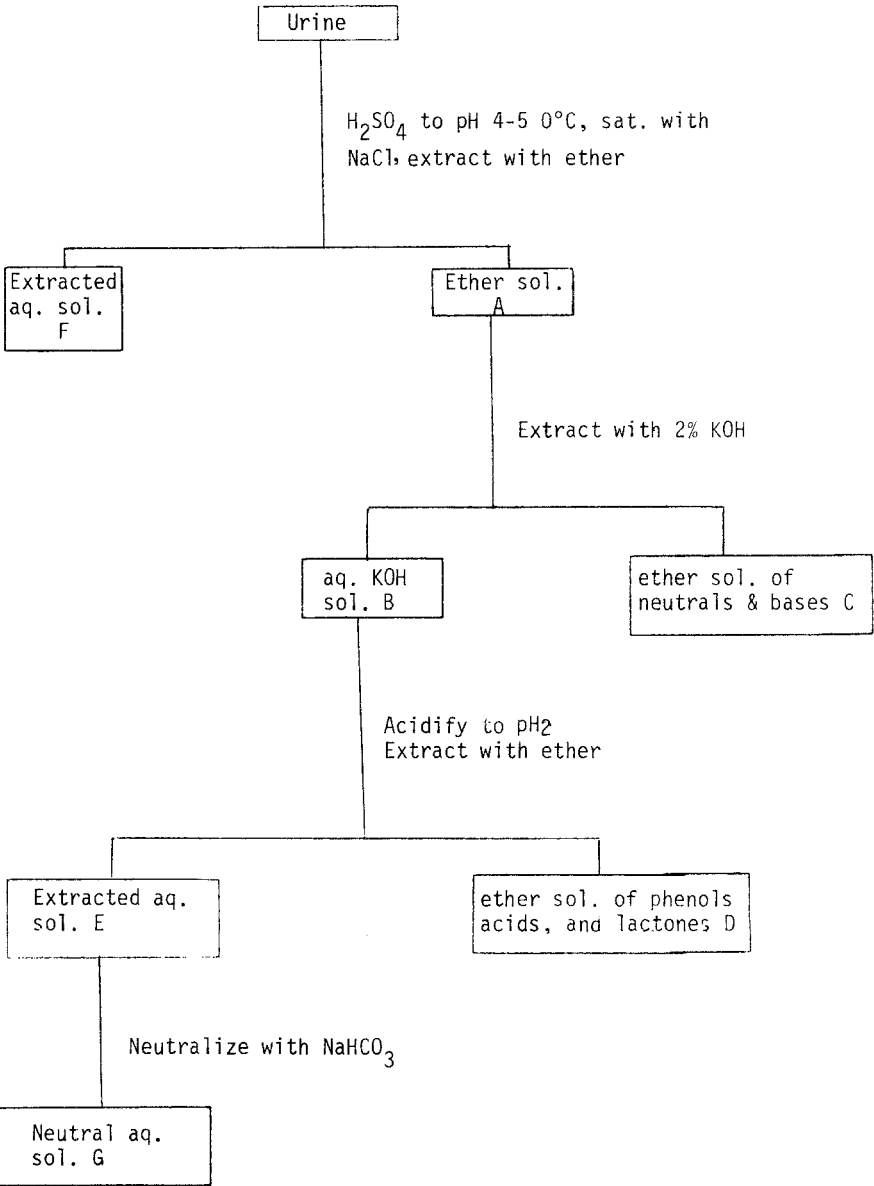 Urine
H₂SO₄ to pH 4-5 0°C, sat. with
NaCl, extract with ether
Extracted
aq. sol.
F
Ether sol.
A
Extract with 2% KOH
aq. KOH
sol. B
ether sol. of
neutrals & bases C
Acidify to pH2
Extract with ether
Extracted aq.
sol. E
ether sol. of phenols
acids, and lactones D
Neutralize with NaHCO₃
Neutral aq.
sol. G